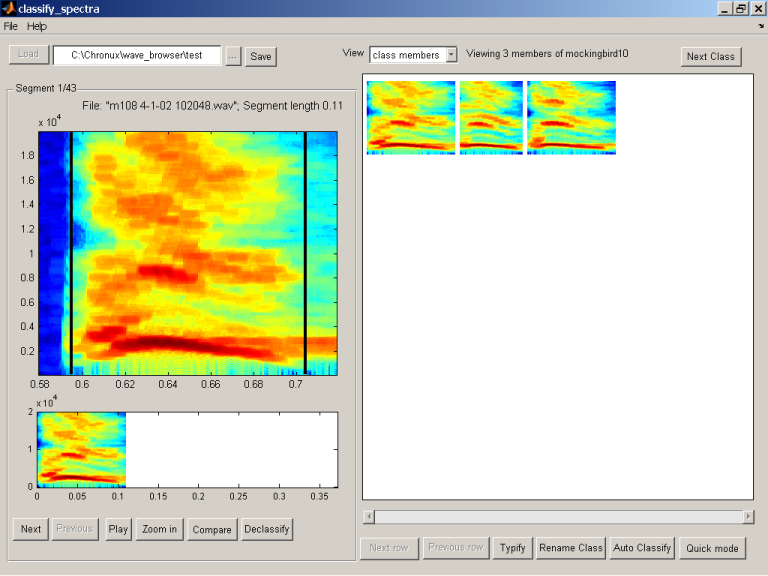 classify_spectra
File Help
Load C:\Chronux\wave_browser\test ... Save View class members Viewing 3 members of mockingbird10 Next Class
Segment 1/43
File: "m108 4-1-02 102048.wav"; Segment length 0.11
x 10^4
1.8
1.6
1.4
1.2
1
0.8
0.6
0.4
0.2
0.58 0.6 0.62 0.64 0.66 0.68 0.7
x 10^4
2
1
0
0 0.05 0.1 0.15 0.2 0.25 0.3 0.35
Next Previous Play Zoom in Compare Declassify
Next row Previous row Typify Rename Class Auto Classify Quick mode